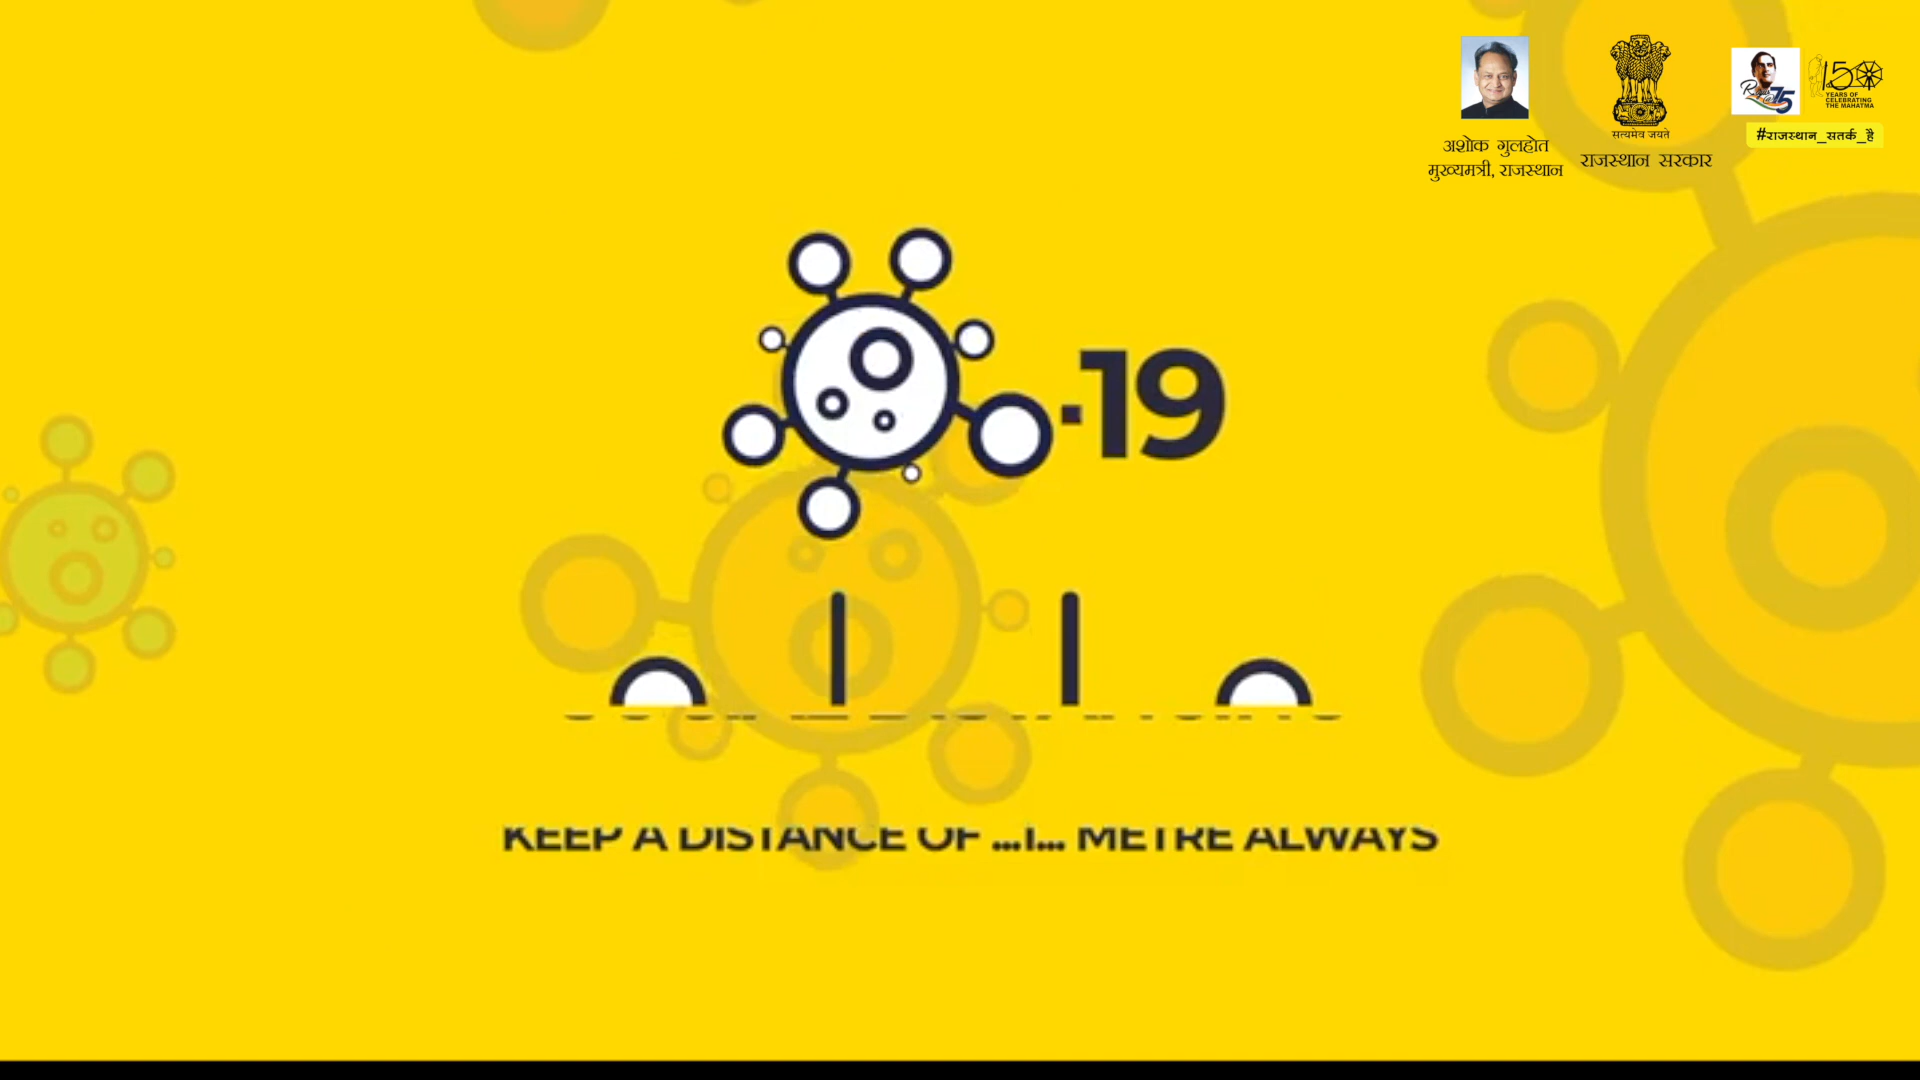 अशोक गुलहोत
मुख्यमंत्री, राजस्थान
सत्यमेव जयते
राजस्थान सरकार
75
150
YEARS OF
CELEBRATING
THE MAHATMA
#राजस्थान_सतर्क_है
-19
KEEP A DISTANCE OF ...1... METRE ALWAYS